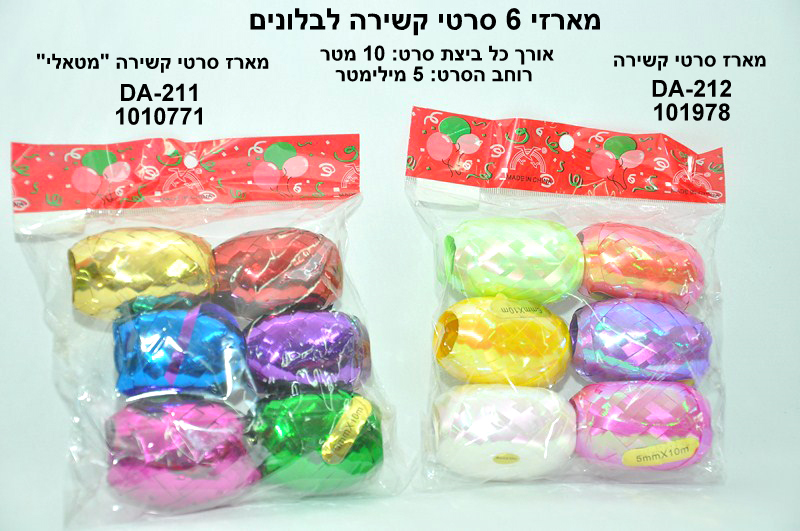 מארזי 6 סרטי קשירה לבלונים
אורך כל ביצת סרט: 10 מטר
רוחב הסרט: 5 מילימטר
מארז סרטי קשירה
DA-212
101978
מארז סרטי קשירה "מטאלי"
DA-211
1010771
MADE IN CHINA
5mmX10m
5mmX10m